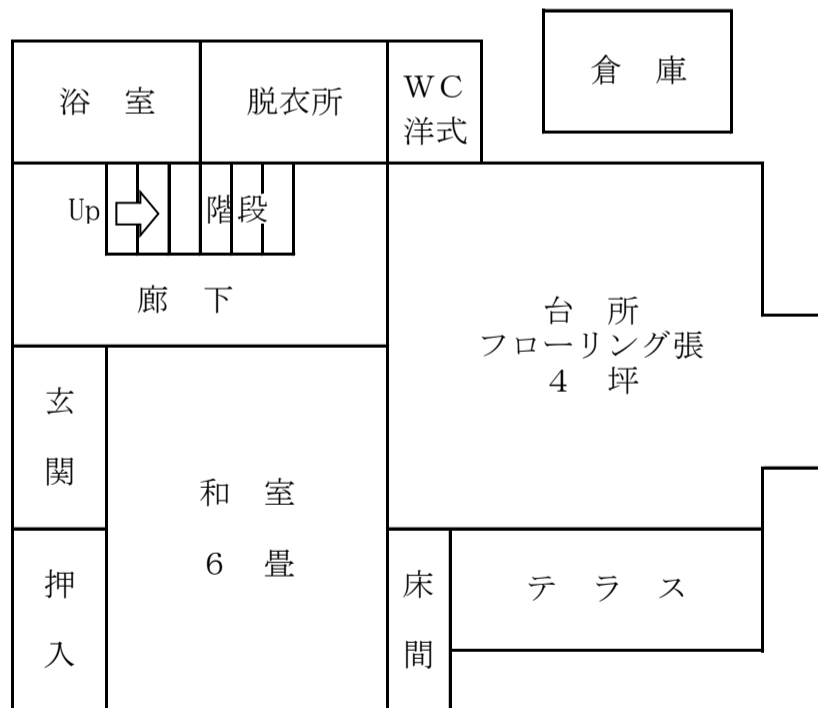 浴　室
脱衣所
ＷＣ
洋式
倉　庫
Up
階段
廊　下
台　所
フローリング張
４　坪
玄
関
和　室
６　畳
押
入
床
間
テ　ラ　ス